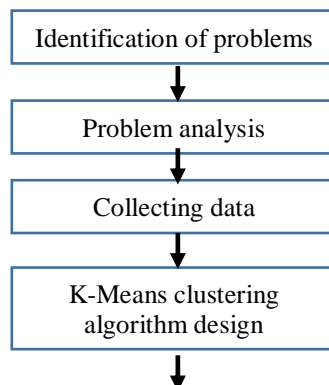 Identification of problems
Problem analysis
Collecting data
K-Means clustering
algorithm design